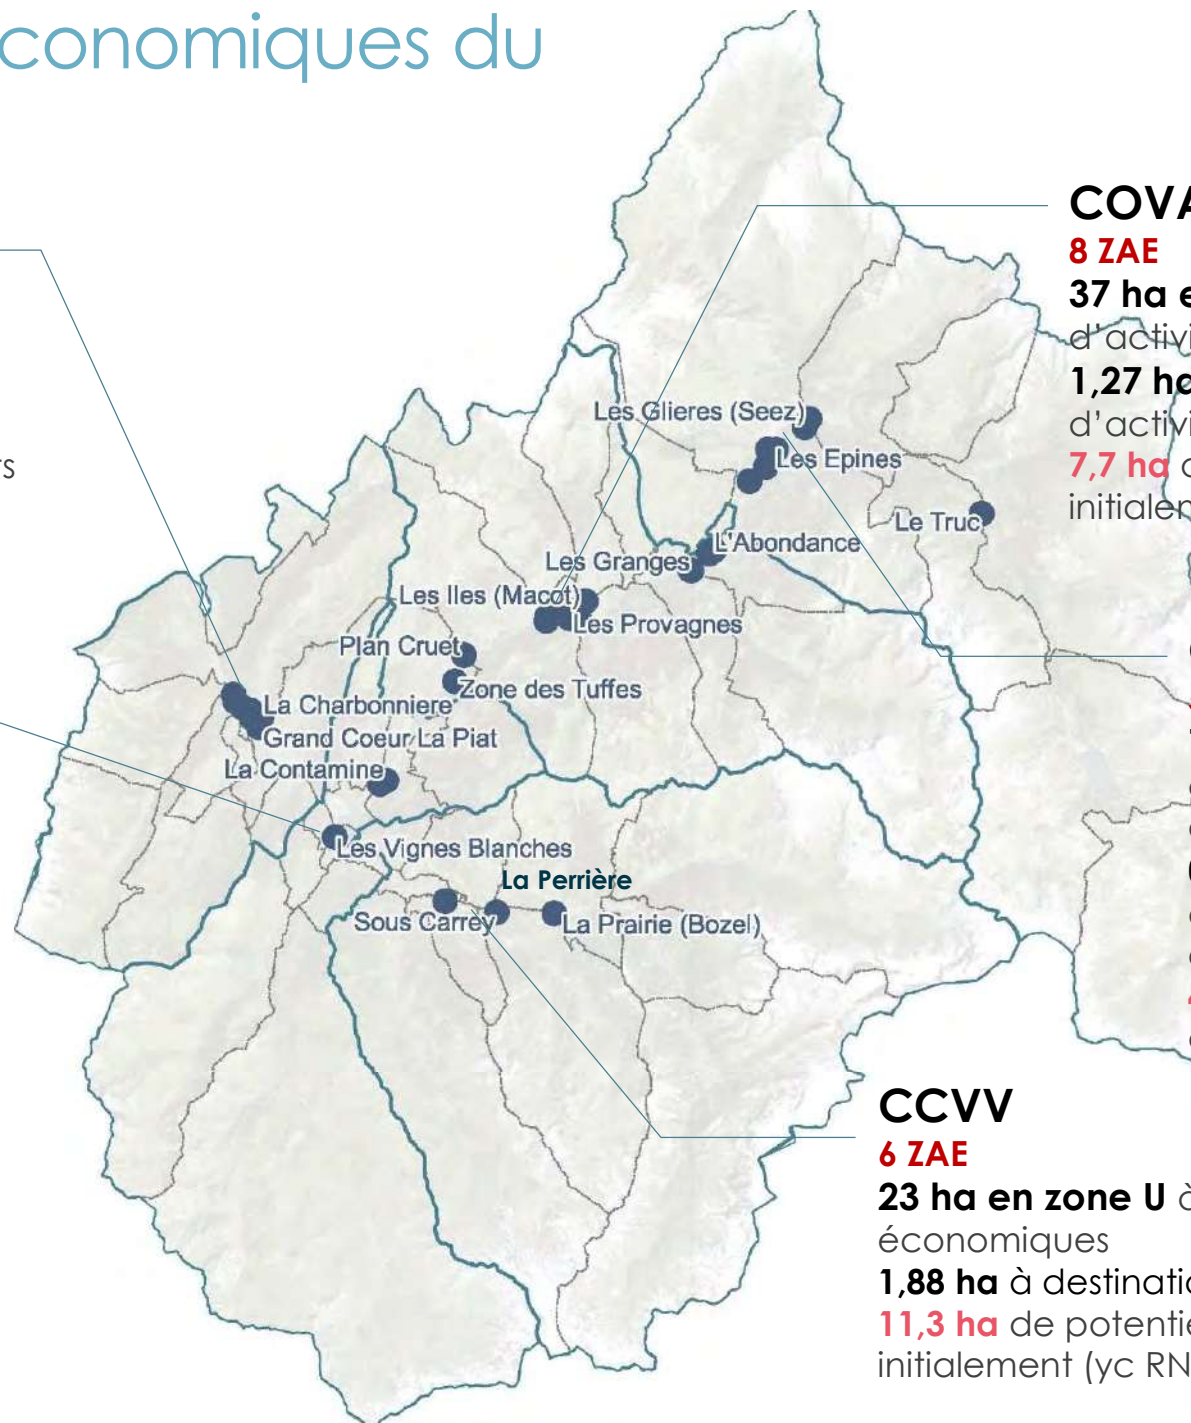 conomiques du
COVA
8 ZAE
37 ha e
d'activi
1,27 ha
d'activi
7,7 ha
initialem
rs
Les Glieres (Seez)
Les Epines
Le Truc
L'Abondance
Les Granges
Les Iles (Macot)
Les Provagnes
Plan Cruet
Zone des Tuffes
La Charbonniere
Grand Coeur La Piat
La Contamine
Les Vignes Blanches
La Perrière
Sous Carrey
La Prairie (Bozel)
CCVV
6 ZAE
23 ha en zone U à
économiques
1,88 ha à destinatio
11,3 ha de potentie
initialement (yc RN